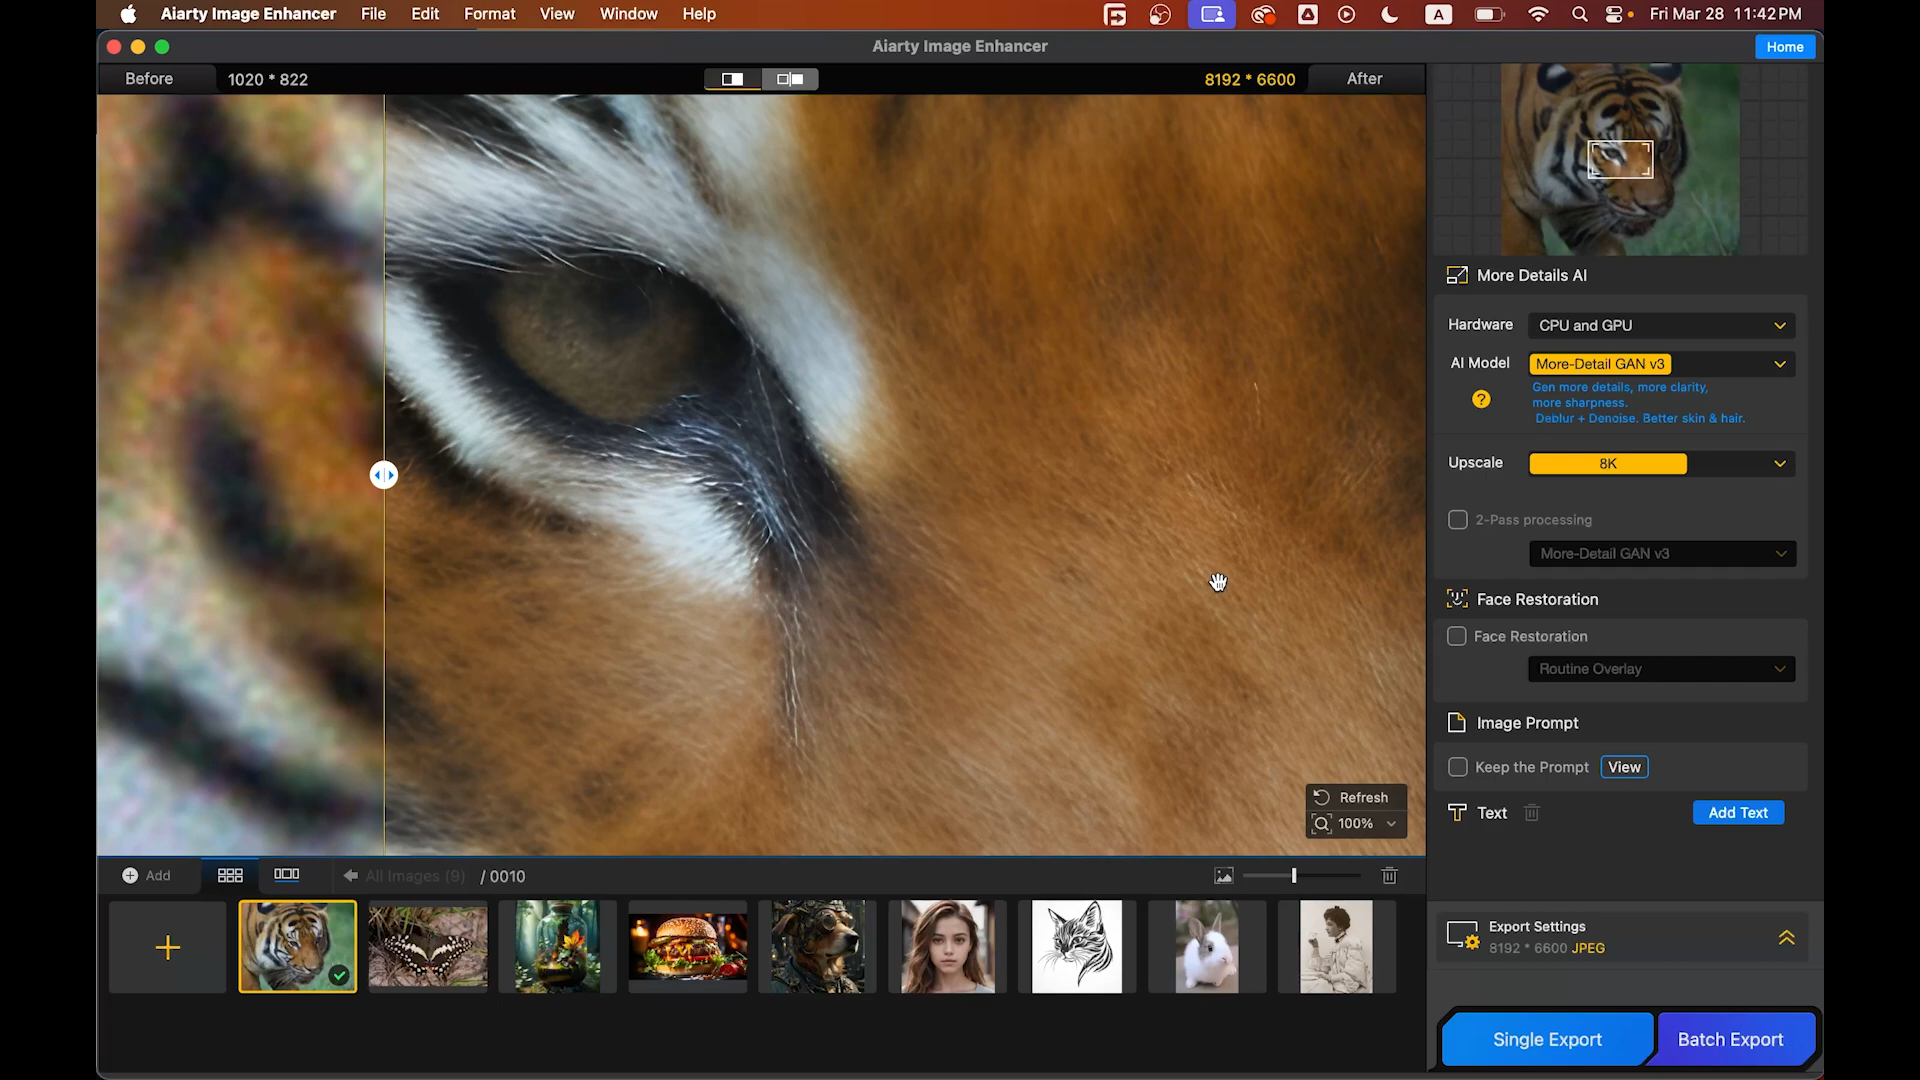 Aiarty Image Enhancer File Edit Format View Window Help A Fri Mar 28 11:42 PM
Aiarty Image Enhancer Home
Before 1020 * 822 8192 * 6600 After
More Details AI
Hardware CPU and GPU
AI Model More-Detail GAN v3
Gen more details, more clarity,
more sharpness.
Deblur + Denoise. Better skin & hair.
?
Upscale 8K
2-Pass processing
More-Detail GAN v3
Face Restoration
Face Restoration
Routine Overlay
Image Prompt
Keep the Prompt View
Text Add Text
Refresh
100%
Add All Images (9) / 0010
Export Settings
8192 * 6600 JPEG
Single Export Batch Export